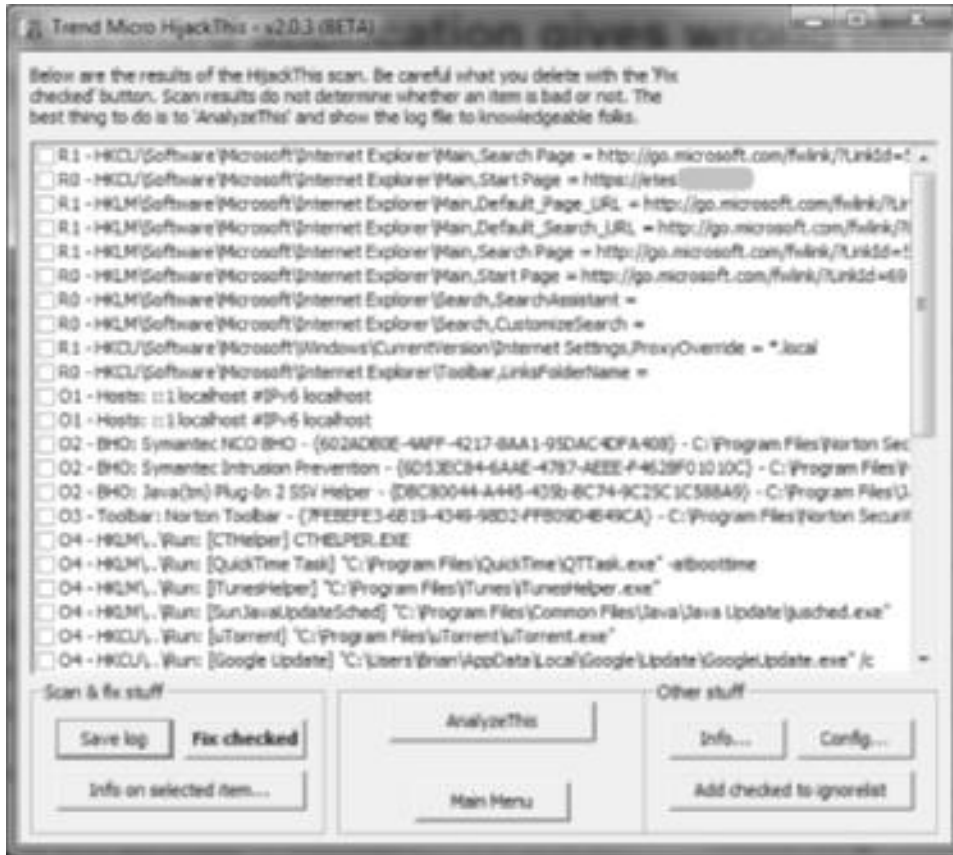 Trend Micro HijackThis - v2.0.3 (BETA)
cation gives wrong
Below are the results of the HijackThis scan. Be careful what you delete with the 'Fix
checked' button. Scan results do not determine whether an item is bad or not. The
best thing to do is to 'AnalyzeThis' and show the log file to knowledgeable folks.
R1 - HKCU\Software\Microsoft\Internet Explorer\Main,Search Page = http://go.microsoft.com/fwlink/?LinkId=5
R0 - HKCU\Software\Microsoft\Internet Explorer\Main,Start Page = https://etes
R1 - HKLM\Software\Microsoft\Internet Explorer\Main,Default_Page_URL = http://go.microsoft.com/fwlink/?Lin
R1 - HKLM\Software\Microsoft\Internet Explorer\Main,Default_Search_URL = http://go.microsoft.com/fwlink/?l
R1 - HKLM\Software\Microsoft\Internet Explorer\Main,Search Page = http://go.microsoft.com/fwlink/?LinkId=5
R0 - HKLM\Software\Microsoft\Internet Explorer\Main,Start Page = http://go.microsoft.com/fwlink/?LinkId=69
R0 - HKLM\Software\Microsoft\Internet Explorer\Search,SearchAssistant =
R0 - HKLM\Software\Microsoft\Internet Explorer\Search,CustomizeSearch =
R1 - HKCU\Software\Microsoft\Windows\CurrentVersion\Internet Settings,ProxyOverride = *.local
R0 - HKCU\Software\Microsoft\Internet Explorer\Toolbar,LinksFolderName =
O1 - Hosts: ::1 localhost #IPv6 localhost
O1 - Hosts: ::1 localhost #IPv6 localhost
O2 - BHO: Symantec NCO BHO - {602ADB0E-4AFF-4217-8AA1-95DAC4DFA408} - C:\Program Files\Norton Sec
O2 - BHO: Symantec Intrusion Prevention - {6D53EC84-6AAE-4787-AEEE-F4628F01010C} - C:\Program Files\
O2 - BHO: Java(tm) Plug-In 2 SSV Helper - {DBC80044-A445-435b-BC74-9C25C1C588A9} - C:\Program Files\J
O3 - Toolbar: Norton Toolbar - {7FEBEFE3-6B19-4349-98D2-FFB09D4B49CA} - C:\Program Files\Norton Securit
O4 - HKLM\..\Run: [CTHelper] CTHELPER.EXE
O4 - HKLM\..\Run: [QuickTime Task] "C:\Program Files\QuickTime\QTTask.exe" -atboottime
O4 - HKLM\..\Run: [iTunesHelper] "C:\Program Files\iTunes\iTunesHelper.exe"
O4 - HKLM\..\Run: [SunJavaUpdateSched] "C:\Program Files\Common Files\Java\Java Update\jusched.exe"
O4 - HKCU\..\Run: [uTorrent] "C:\Program Files\uTorrent\uTorrent.exe"
O4 - HKCU\..\Run: [Google Update] "C:\Users\Brian\AppData\Local\Google\Update\GoogleUpdate.exe" /c
Scan & fix stuff
Other stuff
Save log
Fix checked
AnalyzeThis
Info...
Config...
Info on selected item...
Main Menu
Add checked to ignorelist